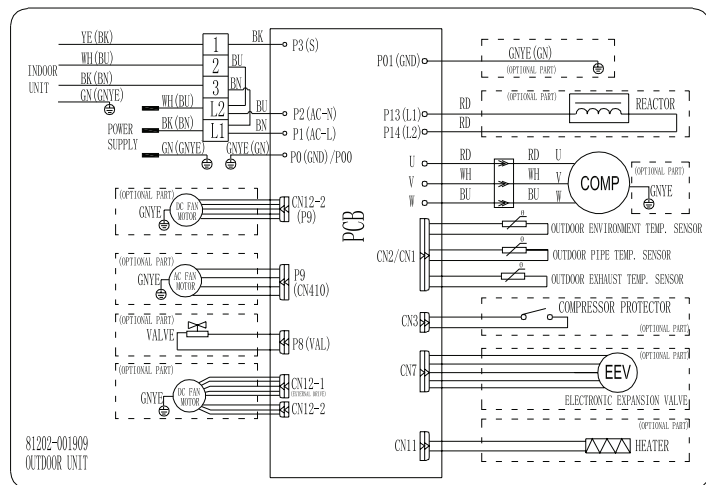 YE(BK)
WH(BU)
BK(BN)
GN(GNYE)
INDOOR
UNIT
1
2
3
L2
L1
BK
BU
BN
BU
BN
P3(S)
P2(AC-N)
P1(AC-L)
P0(GND)/P00
WH(BU)
BK(BN)
GN(GNYE)
GNYE(GN)
POWER
SUPPLY
(OPTIONAL PART)
GNYE
DC FAN
MOTOR
CN12-2
(P9)
(OPTIONAL PART)
GNYE
AC FAN
MOTOR
P9
(CN410)
(OPTIONAL PART)
VALVE
P8(VAL)
(OPTIONAL PART)
GNYE
DC FAN
MOTOR
CN12-1
(EXTERNAL DRIVE)
CN12-2
81202-001909
OUTDOOR UNIT
PCB
P01(GND)
GNYE(GN)
(OPTIONAL PART)
P13(L1)
P14(L2)
RD
RD
(OPTIONAL PART)
REACTOR
U RD RD U
V WH WH V
W BU BU W
COMP
(OPTIONAL PART)
GNYE
CN2/CN1
θ
OUTDOOR ENVIRONMENT TEMP. SENSOR
θ
OUTDOOR PIPE TEMP. SENSOR
θ
OUTDOOR EXHAUST TEMP. SENSOR
CN3
COMPRESSOR PROTECTOR
(OPTIONAL PART)
CN7
(OPTIONAL PART)
EEV
ELECTRONIC EXPANSION VALVE
CN11
(OPTIONAL PART)
HEATER